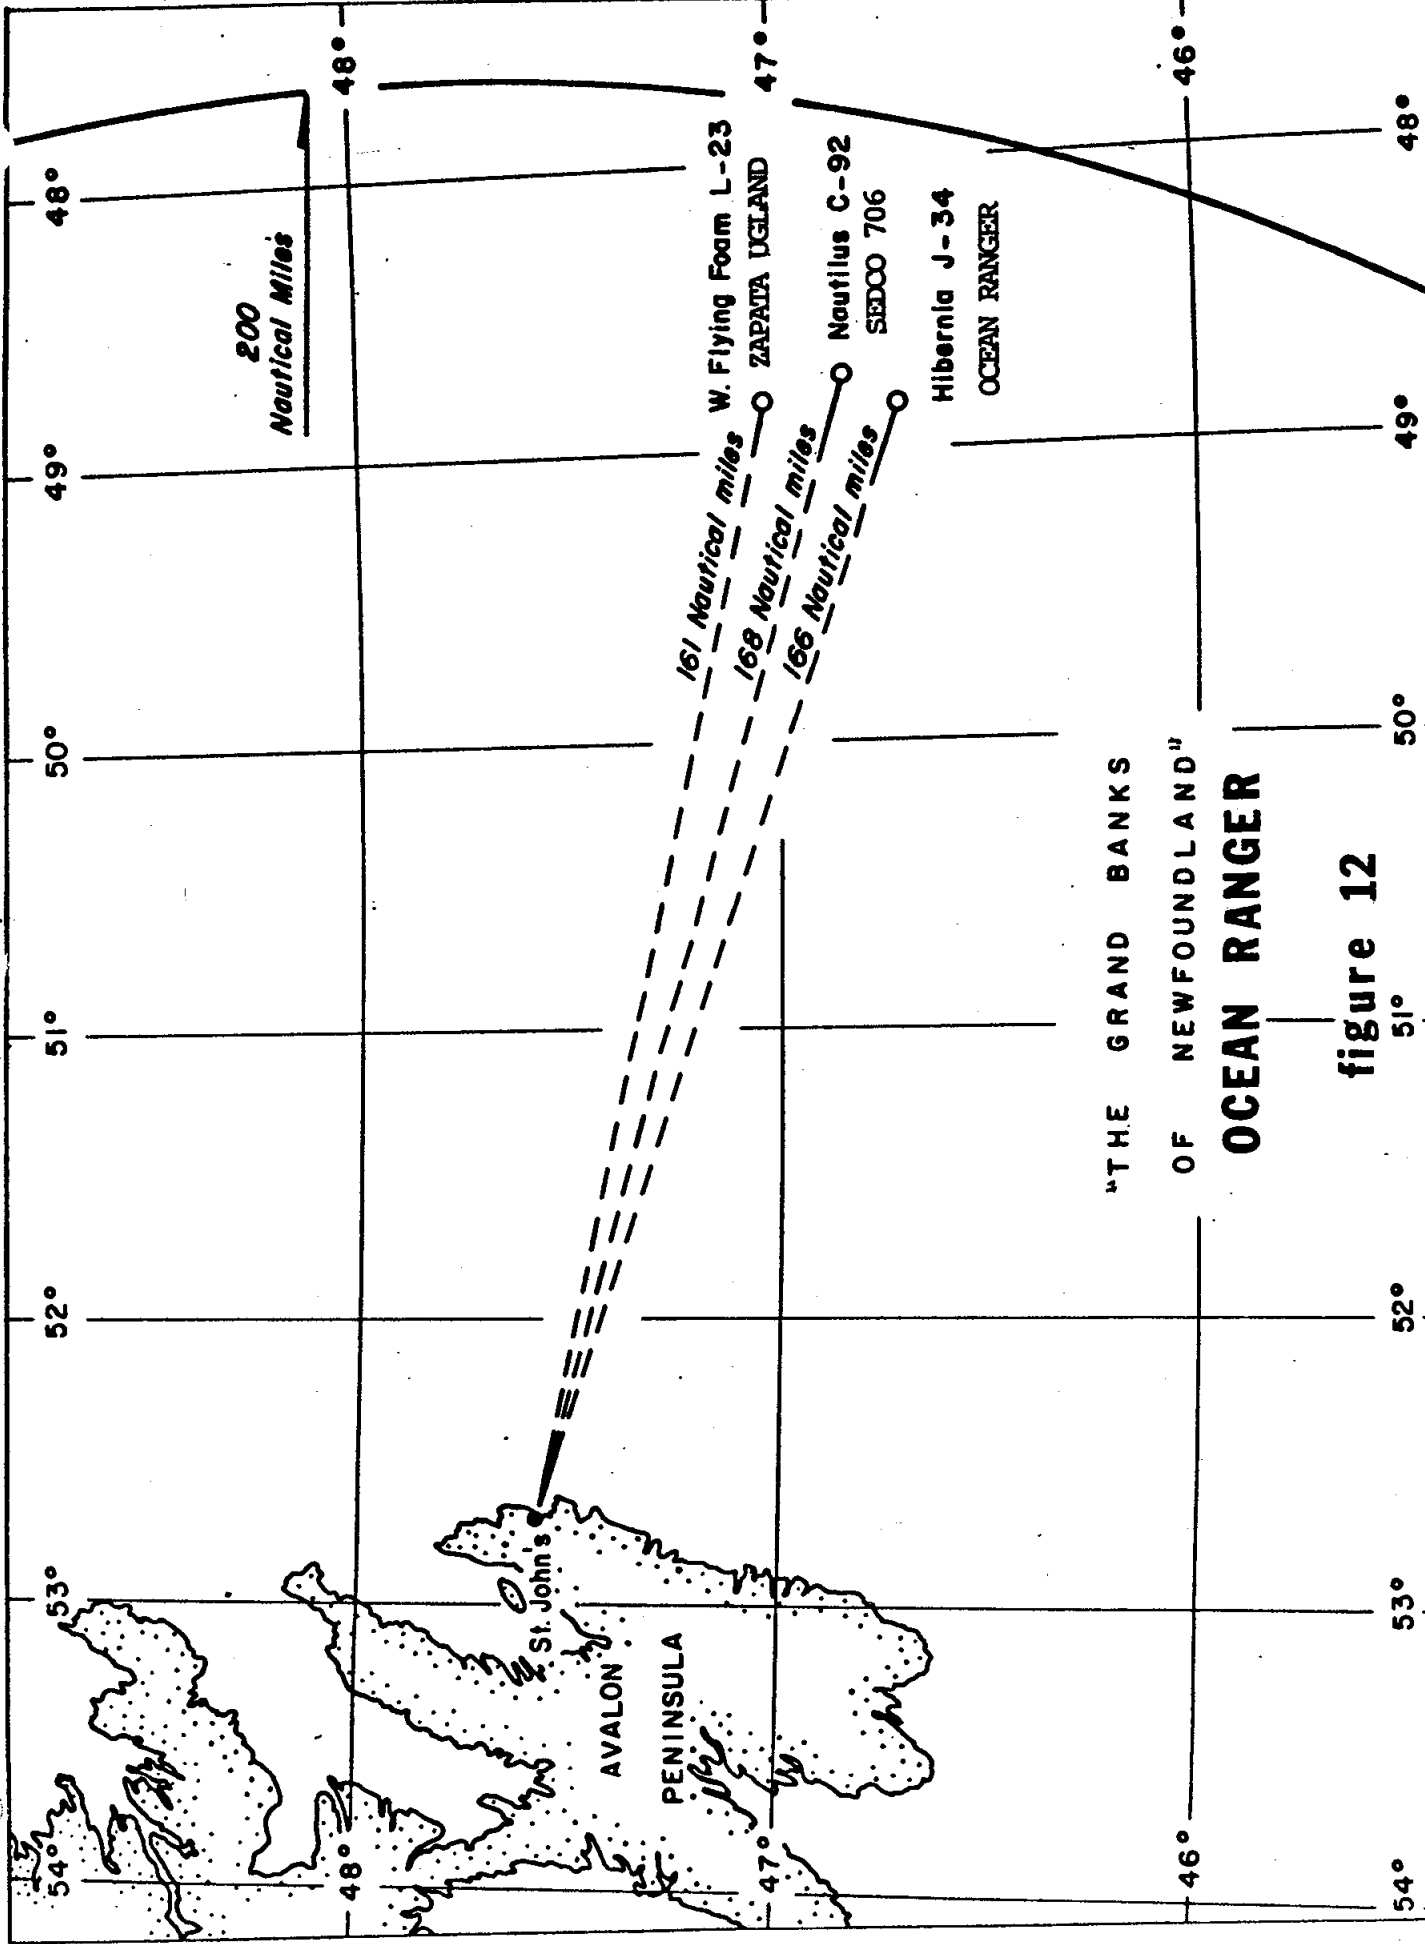 54°
53°
52°
51°
50°
49°
48°
200
Nautical Miles
48°
48°
St. John's
AVALON
PENINSULA
161 Nautical miles
168 Nautical miles
166 Nautical miles
W. Flying Foam L-23
ZAPATA UGLAND
Nautilus C-92
SEDCO 706
Hibernia J-34
OCEAN RANGER
47°
47°
"THE GRAND BANKS
OF NEWFOUNDLAND"
OCEAN RANGER
figure 12
46°
46°
54°
53°
52°
51°
50°
49°
48°